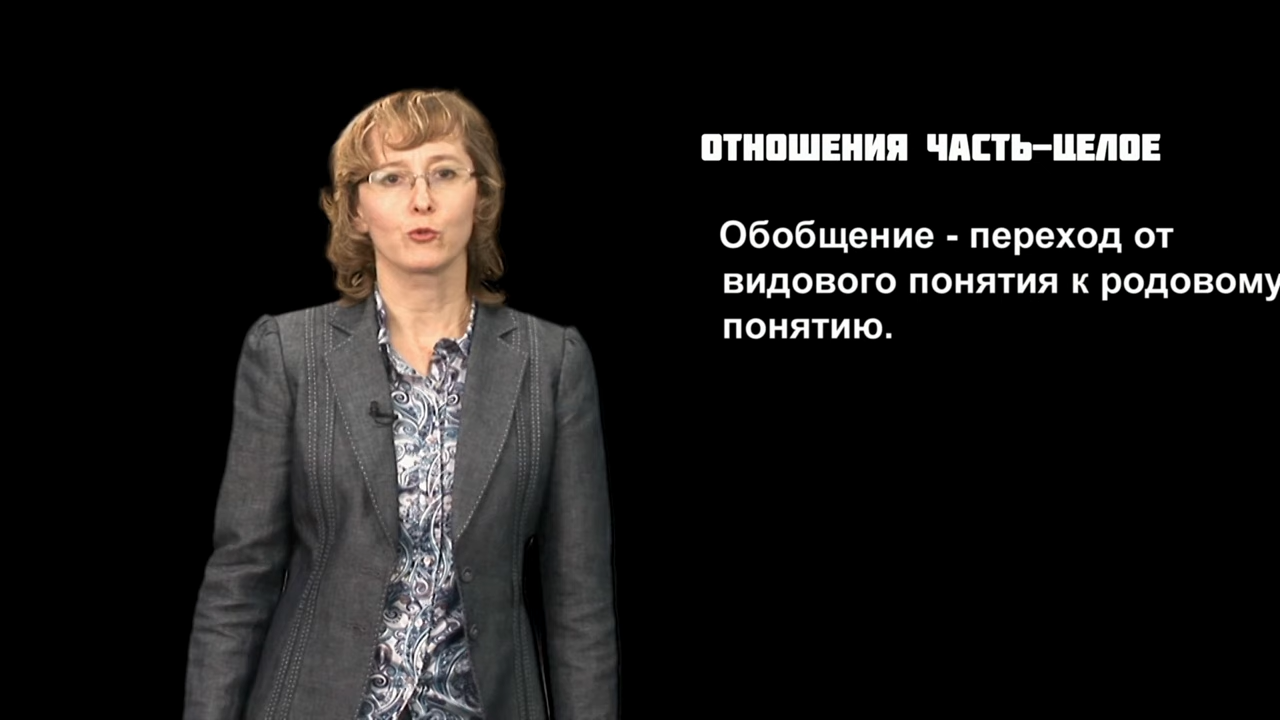 ОТНОШЕНИЯ ЧАСТЬ-ЦЕЛОЕ
Обобщение - переход от
видового понятия к родовому
понятию.